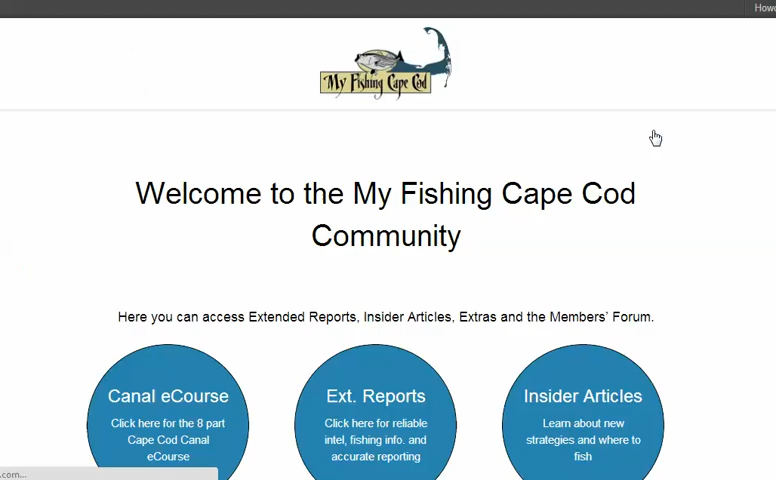 Howd
My Fishing Cape Cod
Welcome to the My Fishing Cape Cod
Community
Here you can access Extended Reports, Insider Articles, Extras and the Members' Forum.
Canal eCourse
Click here for the 8 part
Cape Cod Canal
eCourse
Ext. Reports
Click here for reliable
intel, fishing info. and
accurate reporting
Insider Articles
Learn about new
strategies and where to
fish
.com...